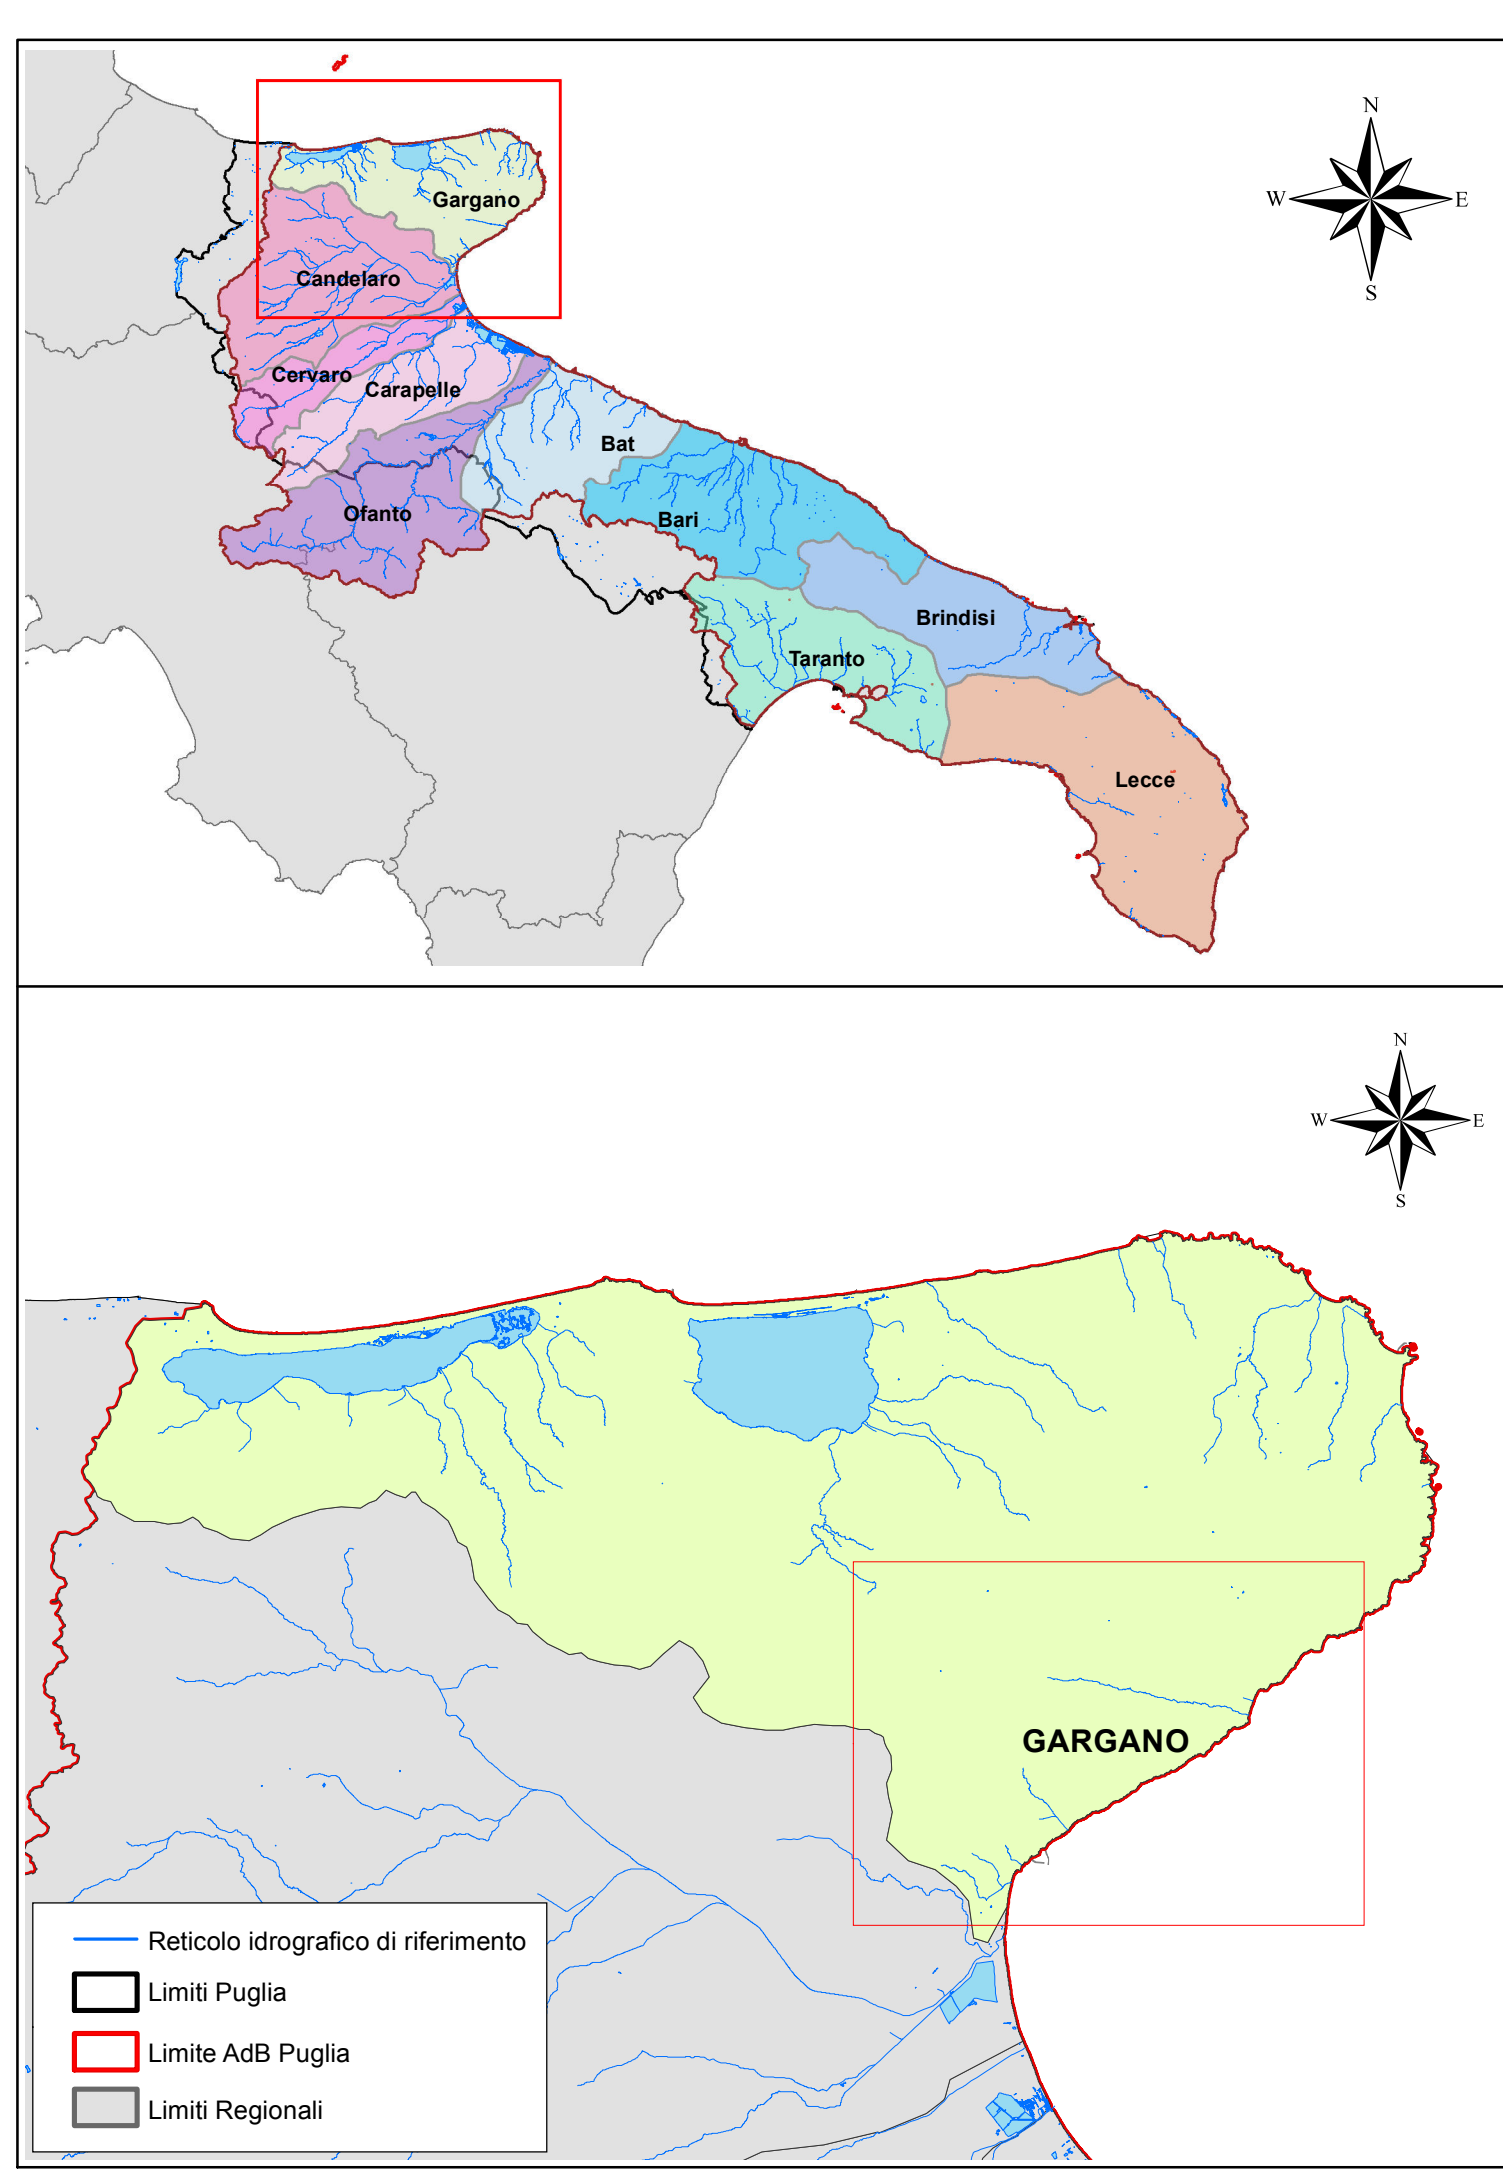 N
W E
S
Gargano
Candelaro
Cervaro
Carapelle
Bat
Ofanto
Bari
Brindisi
Taranto
Lecce
N
W E
S
GARGANO
Reticolo idrografico di riferimento
Limiti Puglia
Limite AdB Puglia
Limiti Regionali